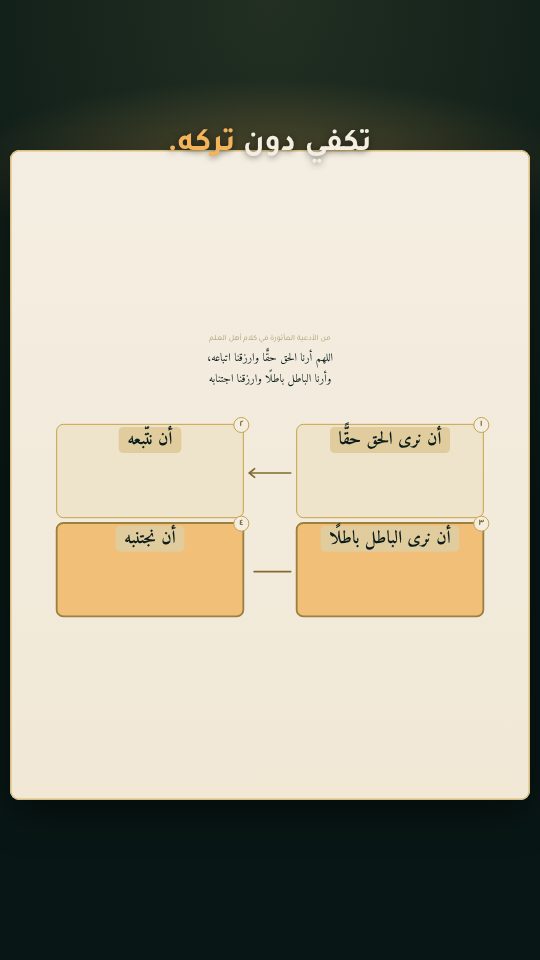 تكفي دون تركه.
من الأدعية المأثورة في كلام أهل العلم
اللهم أرنا الحق حقًّا وارزقنا اتباعه،
وأرنا الباطل باطلًا وارزقنا اجتنابه
١
أن نرى الحق حقًّا
٢
أن نتّبعه
٣
أن نرى الباطل باطلًا
٤
أن نجتنبه